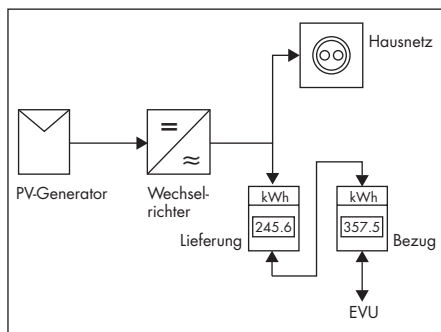 Hausnetz
PV-Generator
Wechsel-
richter
kWh
kWh
Lieferung
245.6
357.5
Bezug
EVU